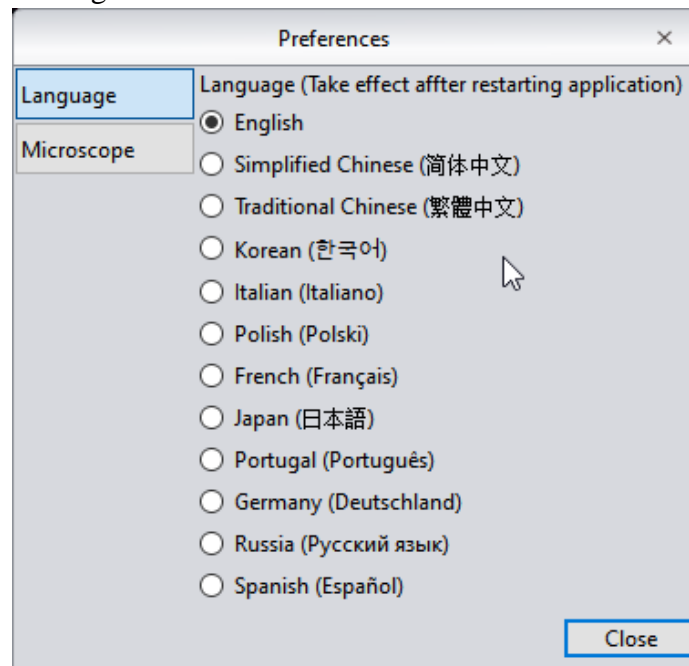 Preferences
Language
Microscope
Language (Take effect affter restarting application)
English
Simplified Chinese (简体中文)
Traditional Chinese (繁體中文)
Korean (한국어)
Italian (Italiano)
Polish (Polski)
French (Français)
Japan (日本語)
Portugal (Português)
Germany (Deutschland)
Russia (Русский язык)
Spanish (Español)
Close